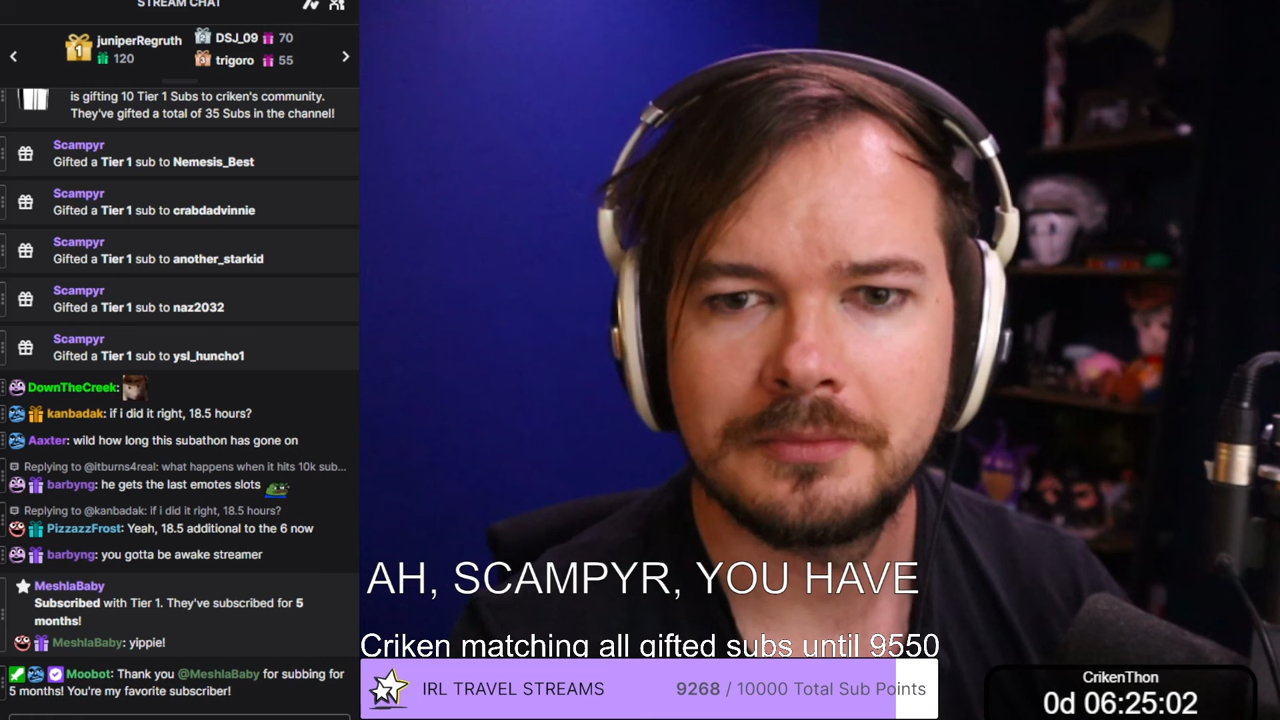 STREAM CHAT
1 juniperRegruth
120
DSJ_09 70
trigoro 55
is gifting 10 Tier 1 Subs to criken's community.
They've gifted a total of 35 Subs in the channel!
Scampyr
Gifted a Tier 1 sub to Nemesis_Best
Scampyr
Gifted a Tier 1 sub to crabdadvinnie
Scampyr
Gifted a Tier 1 sub to another_starkid
Scampyr
Gifted a Tier 1 sub to naz2032
Scampyr
Gifted a Tier 1 sub to ysl_huncho1
DownTheCreek:
kanbadak: if i did it right, 18.5 hours?
Aaxter: wild how long this subathon has gone on
Replying to @itburns4real: what happens when it hits 10k sub...
barbyng: he gets the last emotes slots
Replying to @kanbadak: if i did it right, 18.5 hours?
PizzazzFrost: Yeah, 18.5 additional to the 6 now
barbyng: you gotta be awake streamer
MeshlaBaby
Subscribed with Tier 1. They've subscribed for 5
months!
MeshlaBaby: yippie!
Moobot: Thank you @MeshlaBaby for subbing for
5 months! You're my favorite subscriber!
AH, SCAMPYR, YOU HAVE
Criken matching all gifted subs until 9550
IRL TRAVEL STREAMS 9268 / 10000 Total Sub Points
CrikenThon
0d 06:25:02